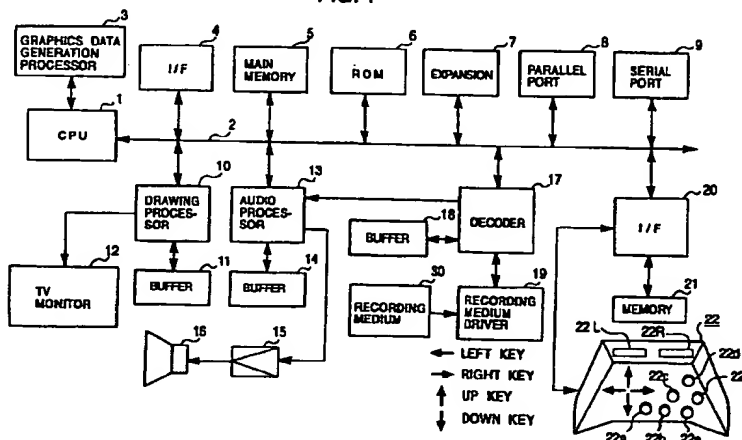 3
GRAPHICS DATA
GENERATION
PROCESSOR
4
I/F
5
MAIN
MEMORY
6
ROM
7
EXPANSION
8
PARALLEL
PORT
9
SERIAL
PORT
1
CPU
2
10
DRAWING
PROCES-
SOR
13
AUDIO
PROCES-
SOR
17
DECODER
20
I/F
18
BUFFER
12
TV
MONITOR
11
BUFFER
14
BUFFER
30
RECORDING
MEDIUM
19
RECORDING
MEDIUM DRIVER
21
MEMORY
16
15
LEFT KEY
RIGHT KEY
UP KEY
DOWN KEY
22L
22R
22
22d
22c
22a
22b
22e